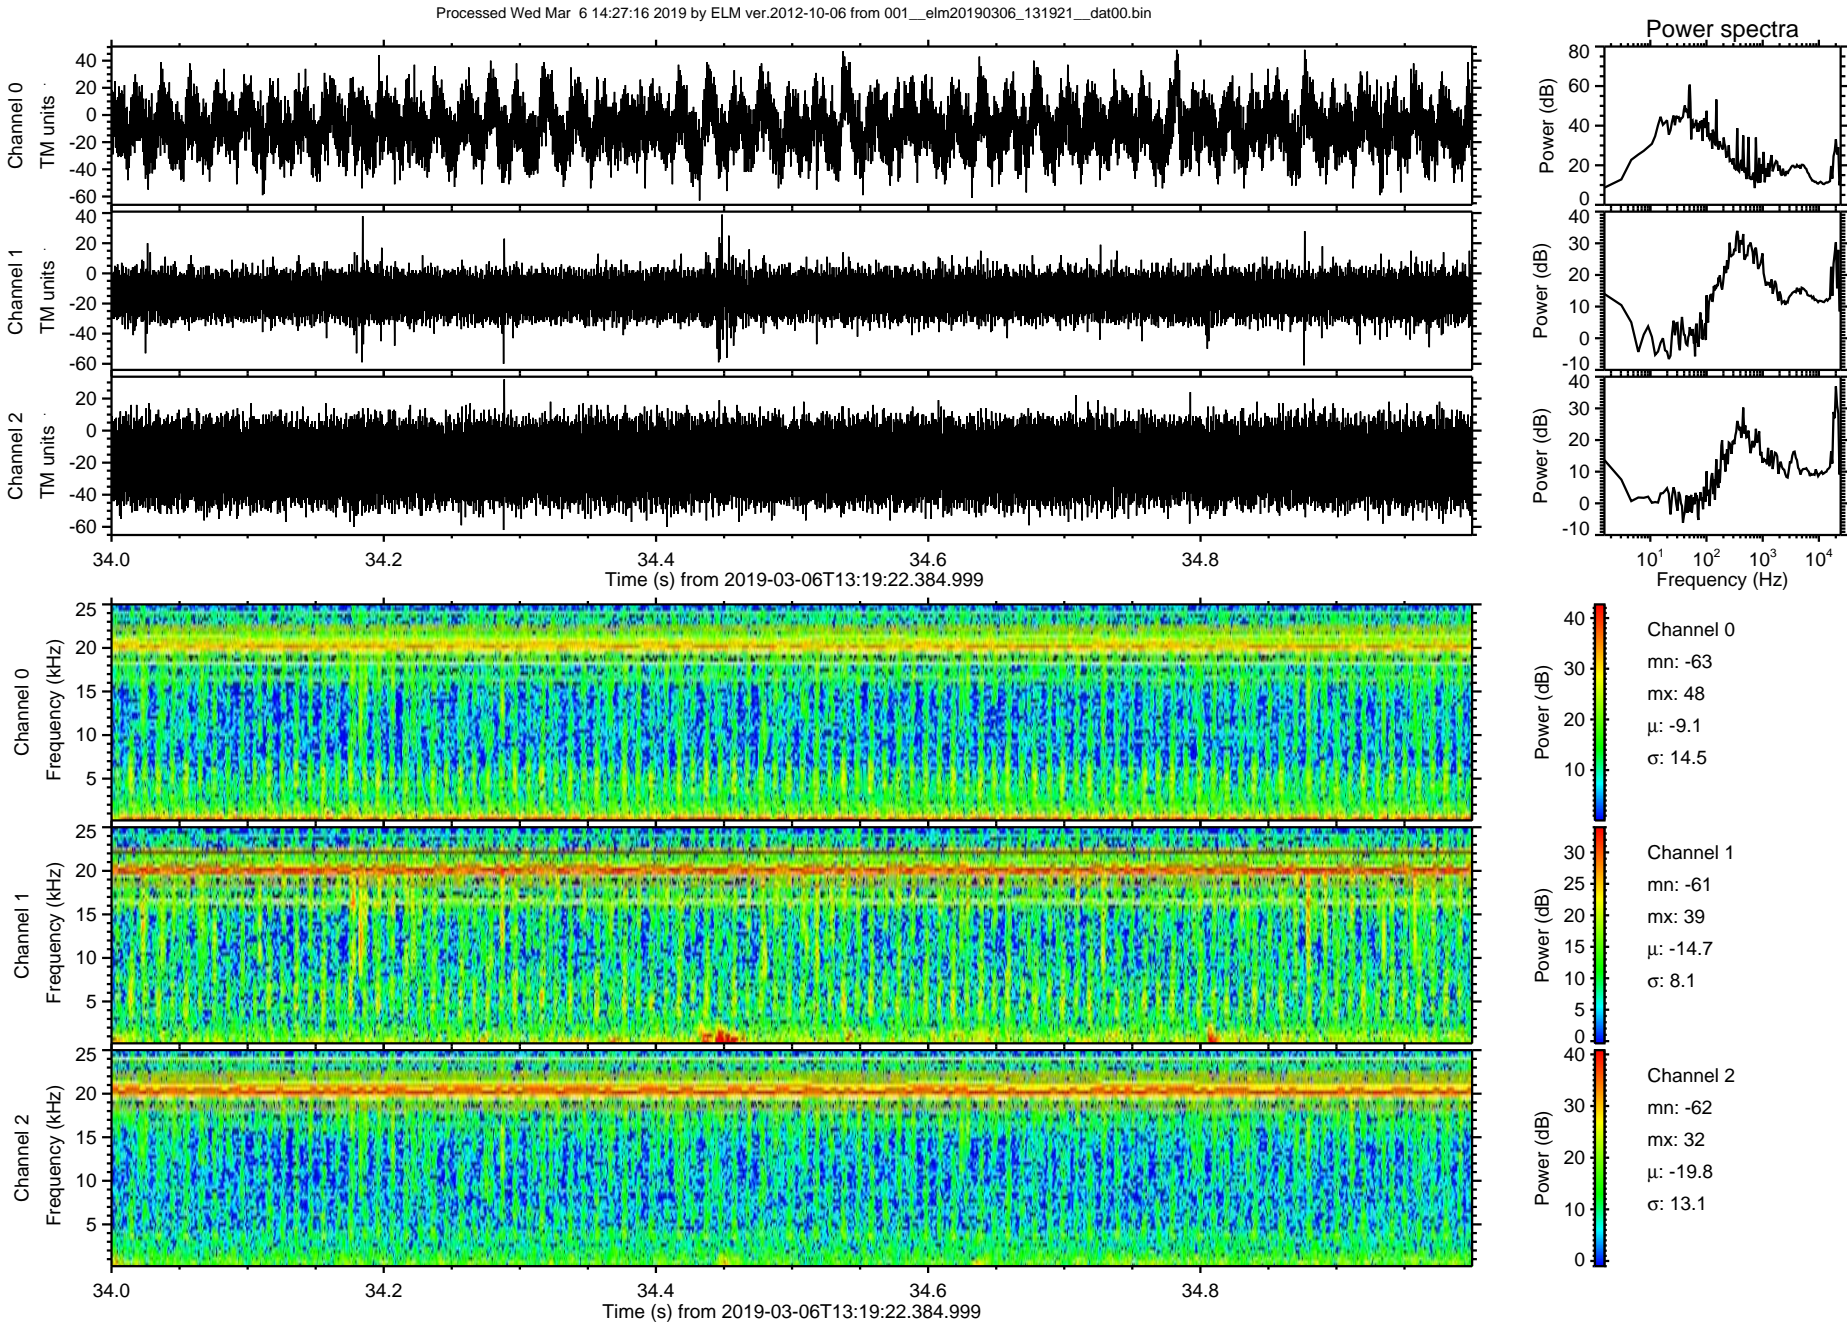 Processed Wed Mar  6 14:27:16 2019 by ELM ver.2012-10-06 from 001__elm20190306_131921__dat00.bin
Power spectra
Channel 0
TM units
40
20
0
-20
-40
-60
Power (dB)
80
60
40
20
0
Channel 1
TM units
40
20
0
-20
-40
-60
Power (dB)
40
30
20
10
0
-10
Channel 2
TM units
20
0
-20
-40
-60
Power (dB)
40
30
20
10
0
-10
34.0 34.2 34.4 34.6 34.8
Time (s) from 2019-03-06T13:19:22.384.999
10^1 10^2 10^3 10^4
Frequency (Hz)
Channel 0
Frequency (kHz)
25
20
15
10
5
Power (dB)
40
30
20
10
Channel 0
mn: -63
mx: 48
μ: -9.1
σ: 14.5
Channel 1
Frequency (kHz)
25
20
15
10
5
Power (dB)
30
25
20
15
10
5
0
Channel 1
mn: -61
mx: 39
μ: -14.7
σ: 8.1
Channel 2
Frequency (kHz)
25
20
15
10
5
Power (dB)
40
30
20
10
0
Channel 2
mn: -62
mx: 32
μ: -19.8
σ: 13.1
34.0 34.2 34.4 34.6 34.8
Time (s) from 2019-03-06T13:19:22.384.999